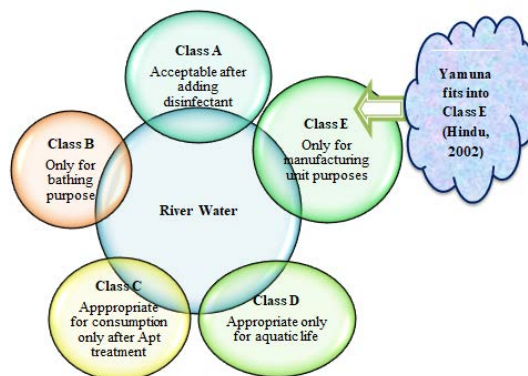 Class A
Acceptable after
adding
disinfectant
Class B
Only for
bathing
purpose
Class E
Only for
manufacturing
unit purposes
Yamuna
fits into
Class E
(Hindu,
2002)
River Water
Class C
Apppropriate
for consumption
only after Apt
treatment
Class D
Appropriate only
for aquatic life